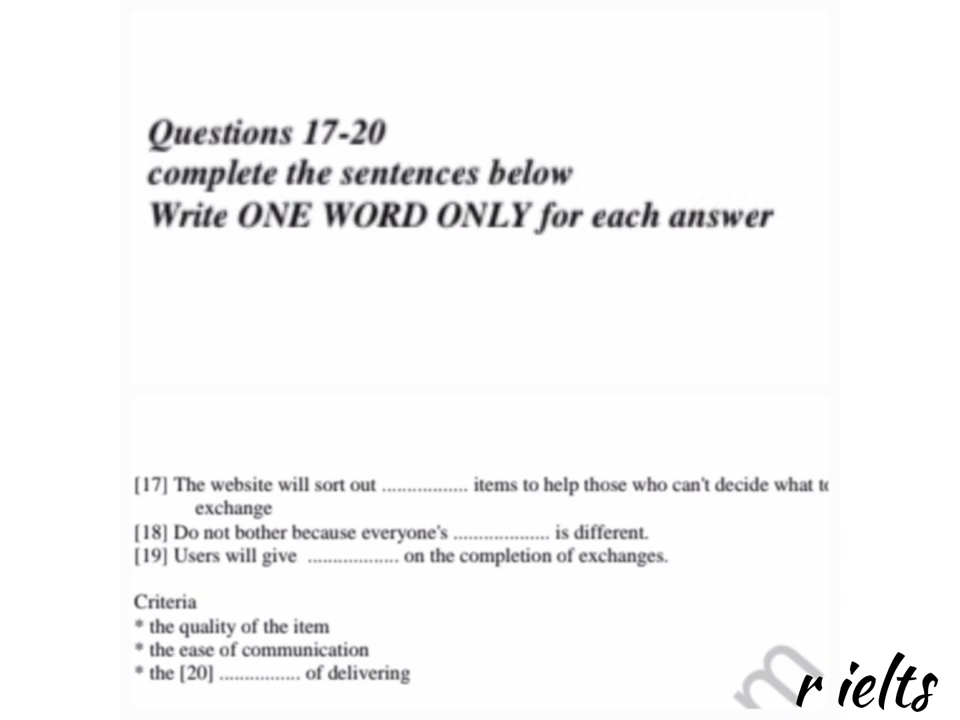 Questions 17-20
complete the sentences below
Write ONE WORD ONLY for each answer
[17] The website will sort out ................. items to help those who can't decide what to
exchange
[18] Do not bother because everyone's ................... is different.
[19] Users will give .................. on the completion of exchanges.
Criteria
* the quality of the item
* the ease of communication
* the [20] ................ of delivering
m
r ielts